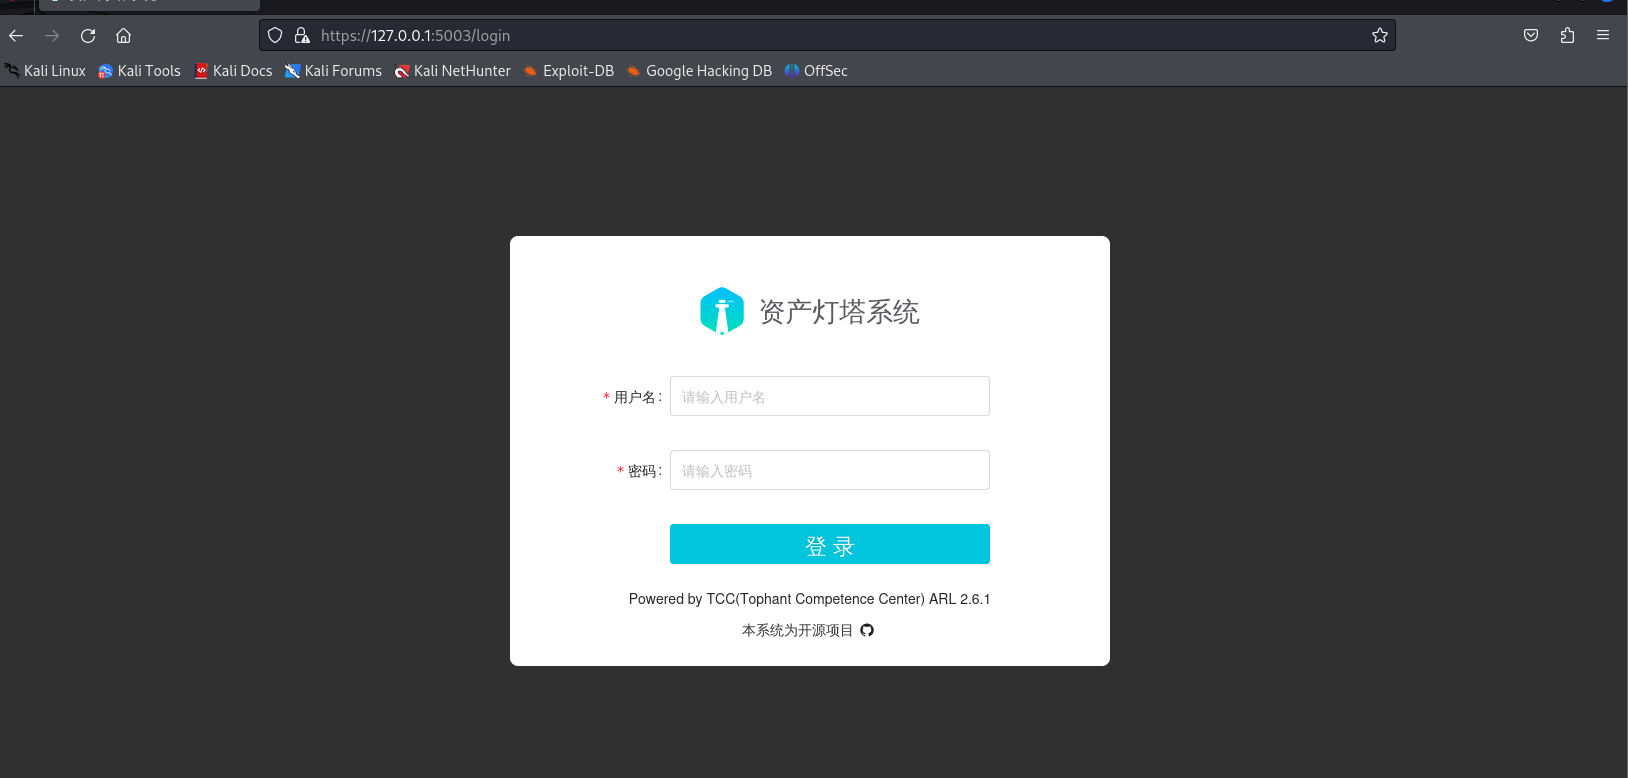 https://127.0.0.1:5003/login
Kali Linux Kali Tools Kali Docs Kali Forums Kali NetHunter Exploit-DB Google Hacking DB OffSec
资产灯塔系统
* 用户名: 请输入用户名
* 密码: 请输入密码
登 录
Powered by TCC(Tophant Competence Center) ARL 2.6.1
本系统为开源项目